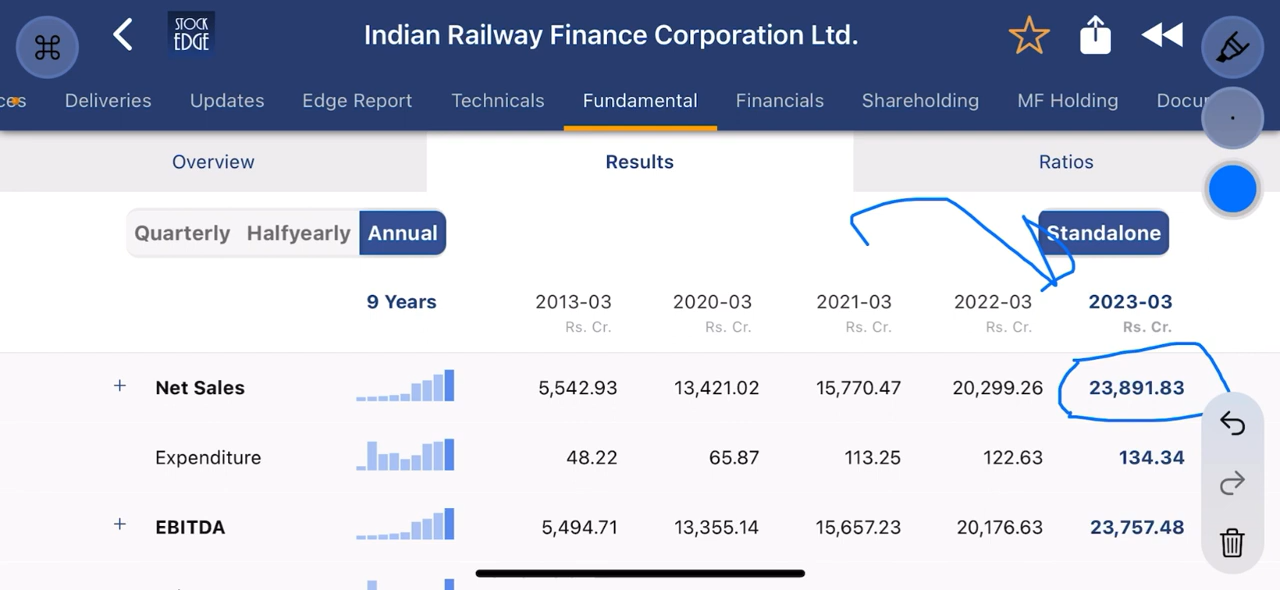 STOCK
EDGE
Indian Railway Finance Corporation Ltd.
Deliveries Updates Edge Report Technicals Fundamental Financials Shareholding MF Holding
Overview Results Ratios
Quarterly Halfyearly Annual Standalone
9 Years 2013-03 2020-03 2021-03 2022-03 2023-03
Rs. Cr. Rs. Cr. Rs. Cr. Rs. Cr. Rs. Cr.
+ Net Sales 5,542.93 13,421.02 15,770.47 20,299.26 23,891.83
Expenditure 48.22 65.87 113.25 122.63 134.34
+ EBITDA 5,494.71 13,355.14 15,657.23 20,176.63 23,757.48